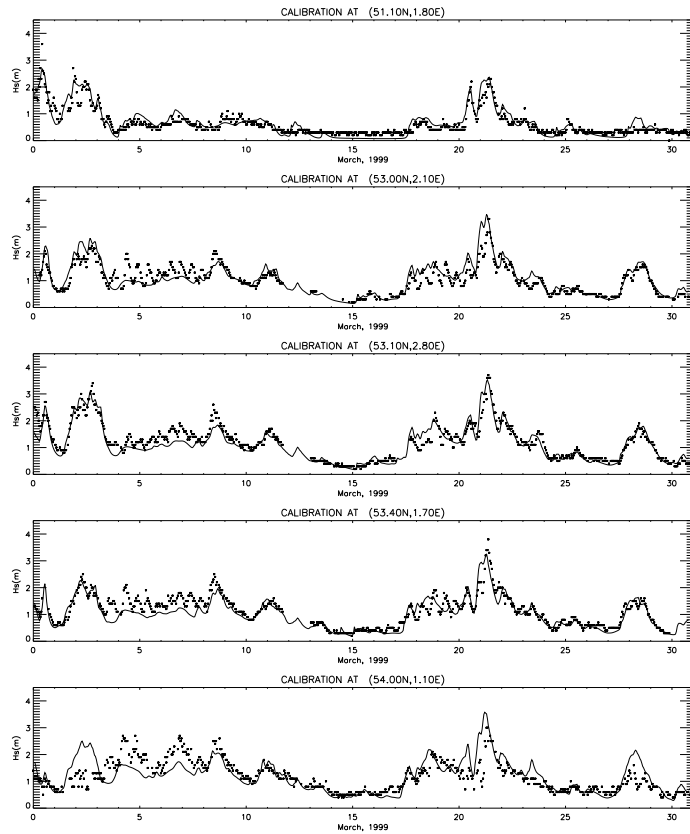 CALIBRATION AT (51.10N,1.80E)
Hs(m)
4
3
2
1
0
0 5 10 15 20 25 30
March, 1999
CALIBRATION AT (53.00N,2.10E)
Hs(m)
4
3
2
1
0
0 5 10 15 20 25 30
March, 1999
CALIBRATION AT (53.10N,2.80E)
Hs(m)
4
3
2
1
0
0 5 10 15 20 25 30
March, 1999
CALIBRATION AT (53.40N,1.70E)
Hs(m)
4
3
2
1
0
0 5 10 15 20 25 30
March, 1999
CALIBRATION AT (54.00N,1.10E)
Hs(m)
4
3
2
1
0
0 5 10 15 20 25 30
March, 1999